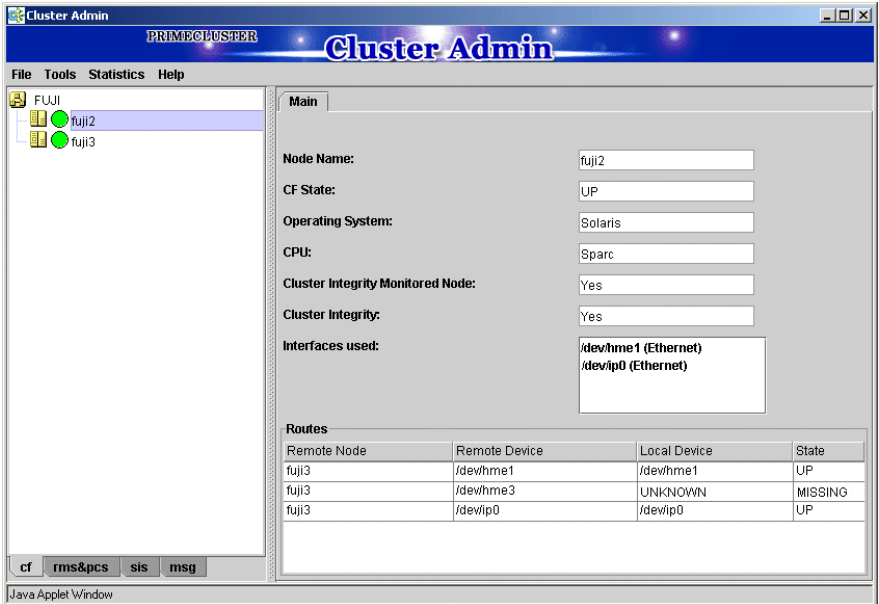 Cluster Admin
PRIMECLUSTER
Cluster Admin
File Tools Statistics Help
FUJI
fuji2
fuji3
Main
Node Name: fuji2
CF State: UP
Operating System: Solaris
CPU: Sparc
Cluster Integrity Monitored Node: Yes
Cluster Integrity: Yes
Interfaces used: /dev/hme1 (Ethernet)
/dev/ip0 (Ethernet)
Routes
Remote Node Remote Device Local Device State
fuji3 /dev/hme1 /dev/hme1 UP
fuji3 /dev/hme3 UNKNOWN MISSING
fuji3 /dev/ip0 /dev/ip0 UP
cf rms&pcs sis msg
Java Applet Window